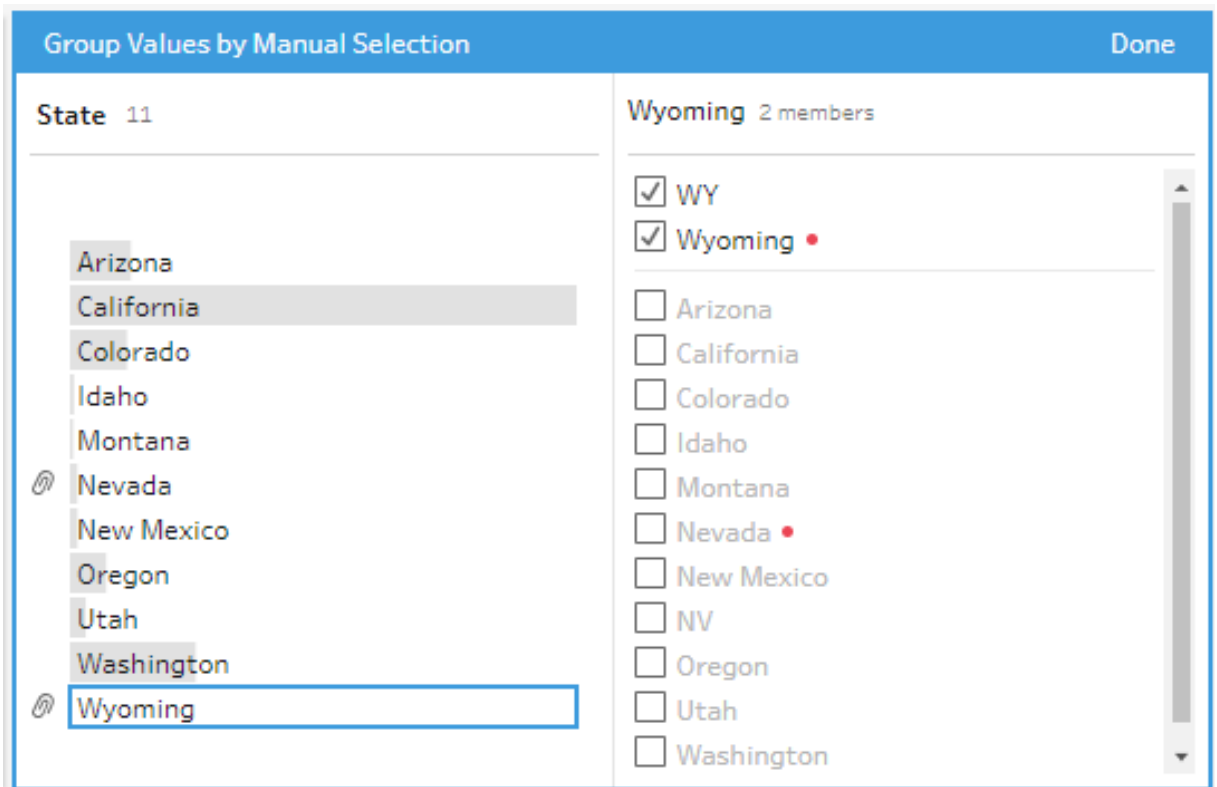 Group Values by Manual Selection Done
State 11
Arizona
California
Colorado
Idaho
Montana
Nevada
New Mexico
Oregon
Utah
Washington
Wyoming
Wyoming 2 members
WY
Wyoming
Arizona
California
Colorado
Idaho
Montana
Nevada
New Mexico
NV
Oregon
Utah
Washington